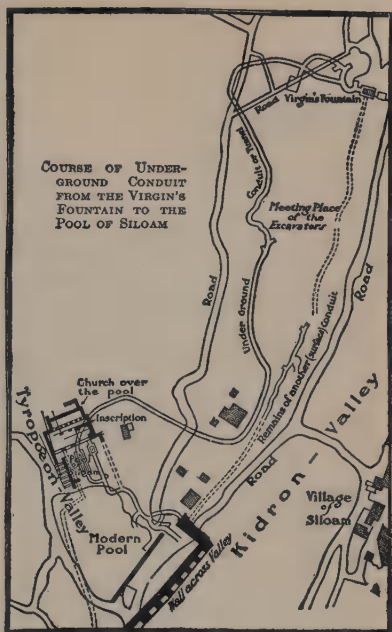 COURSE OF UNDER-
GROUND CONDUIT
FROM THE VIRGIN'S
FOUNTAIN TO THE
POOL OF SILOAM
Road
Virgin's Fountain
Conduit or Tunnel
Meeting Place
of the
Excavators
Road
Road
Under Ground
Remains of another (surface) Conduit
Church over
the pool
Inscription
Tyropœon Valley
Pool
Siloam
Road
Kidron-Valley
Village
of
Siloam
Modern
Pool
Wall across Valley